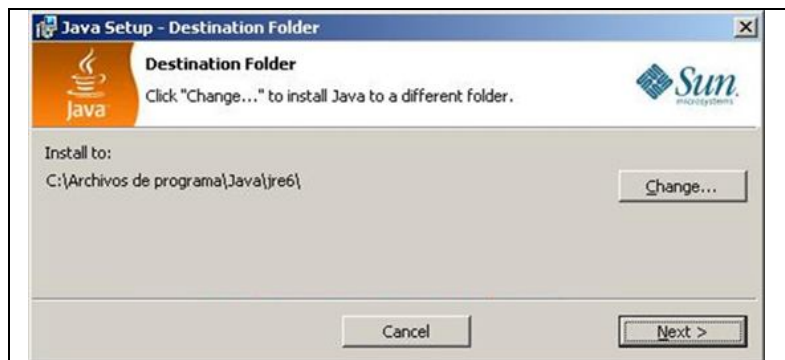 Java Setup - Destination Folder
Destination Folder
Click "Change..." to install Java to a different folder.
Java
Sun
microsystems
Install to:
C:\Archivos de programa\Java\jre6\
Change...
Cancel
Next >